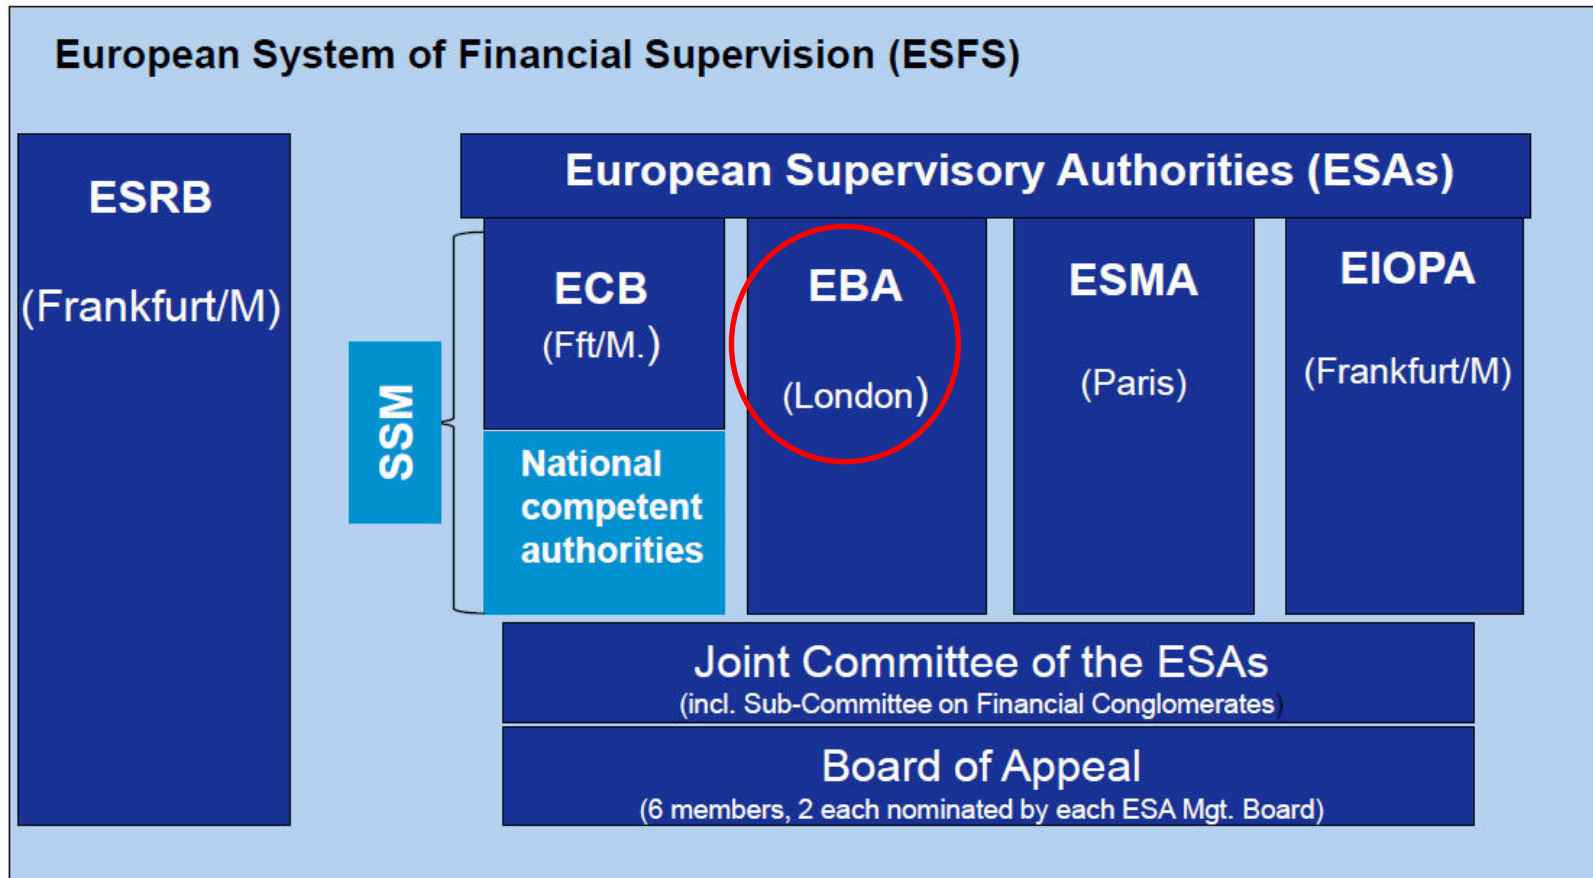 European System of Financial Supervision (ESFS)
ESRB
(Frankfurt/M)
European Supervisory Authorities (ESAs)
SSM
ECB
(Fft/M.)
National
competent
authorities
EBA
(London)
ESMA
(Paris)
EIOPA
(Frankfurt/M)
Joint Committee of the ESAs
(incl. Sub-Committee on Financial Conglomerates)
Board of Appeal
(6 members, 2 each nominated by each ESA Mgt. Board)